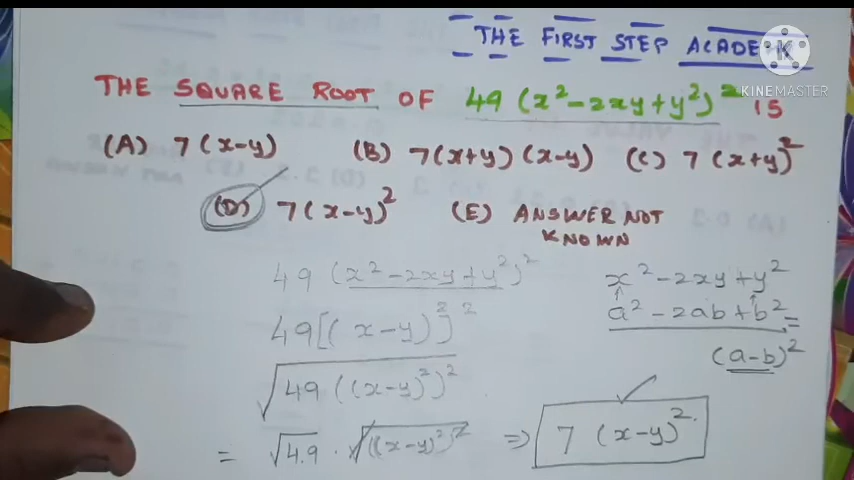 THE FIRST STEP ACADEMY
KINEMASTER
THE SQUARE ROOT OF 49 (x² - 2xy + y²)² IS
(A) 7 (x-y) (B) 7(x+y) (x-y) (C) 7 (x+y)²
(D) 7 (x-y)² (E) ANSWER NOT
KNOWN
49 (x² - 2xy + y²)²
x² - 2xy + y²
49[(x-y)²]²
a² - 2ab + b² =
(a-b)²
√49 ((x-y)²)²
= √49 · √((x-y)²)² ⇒ 7 (x-y)²